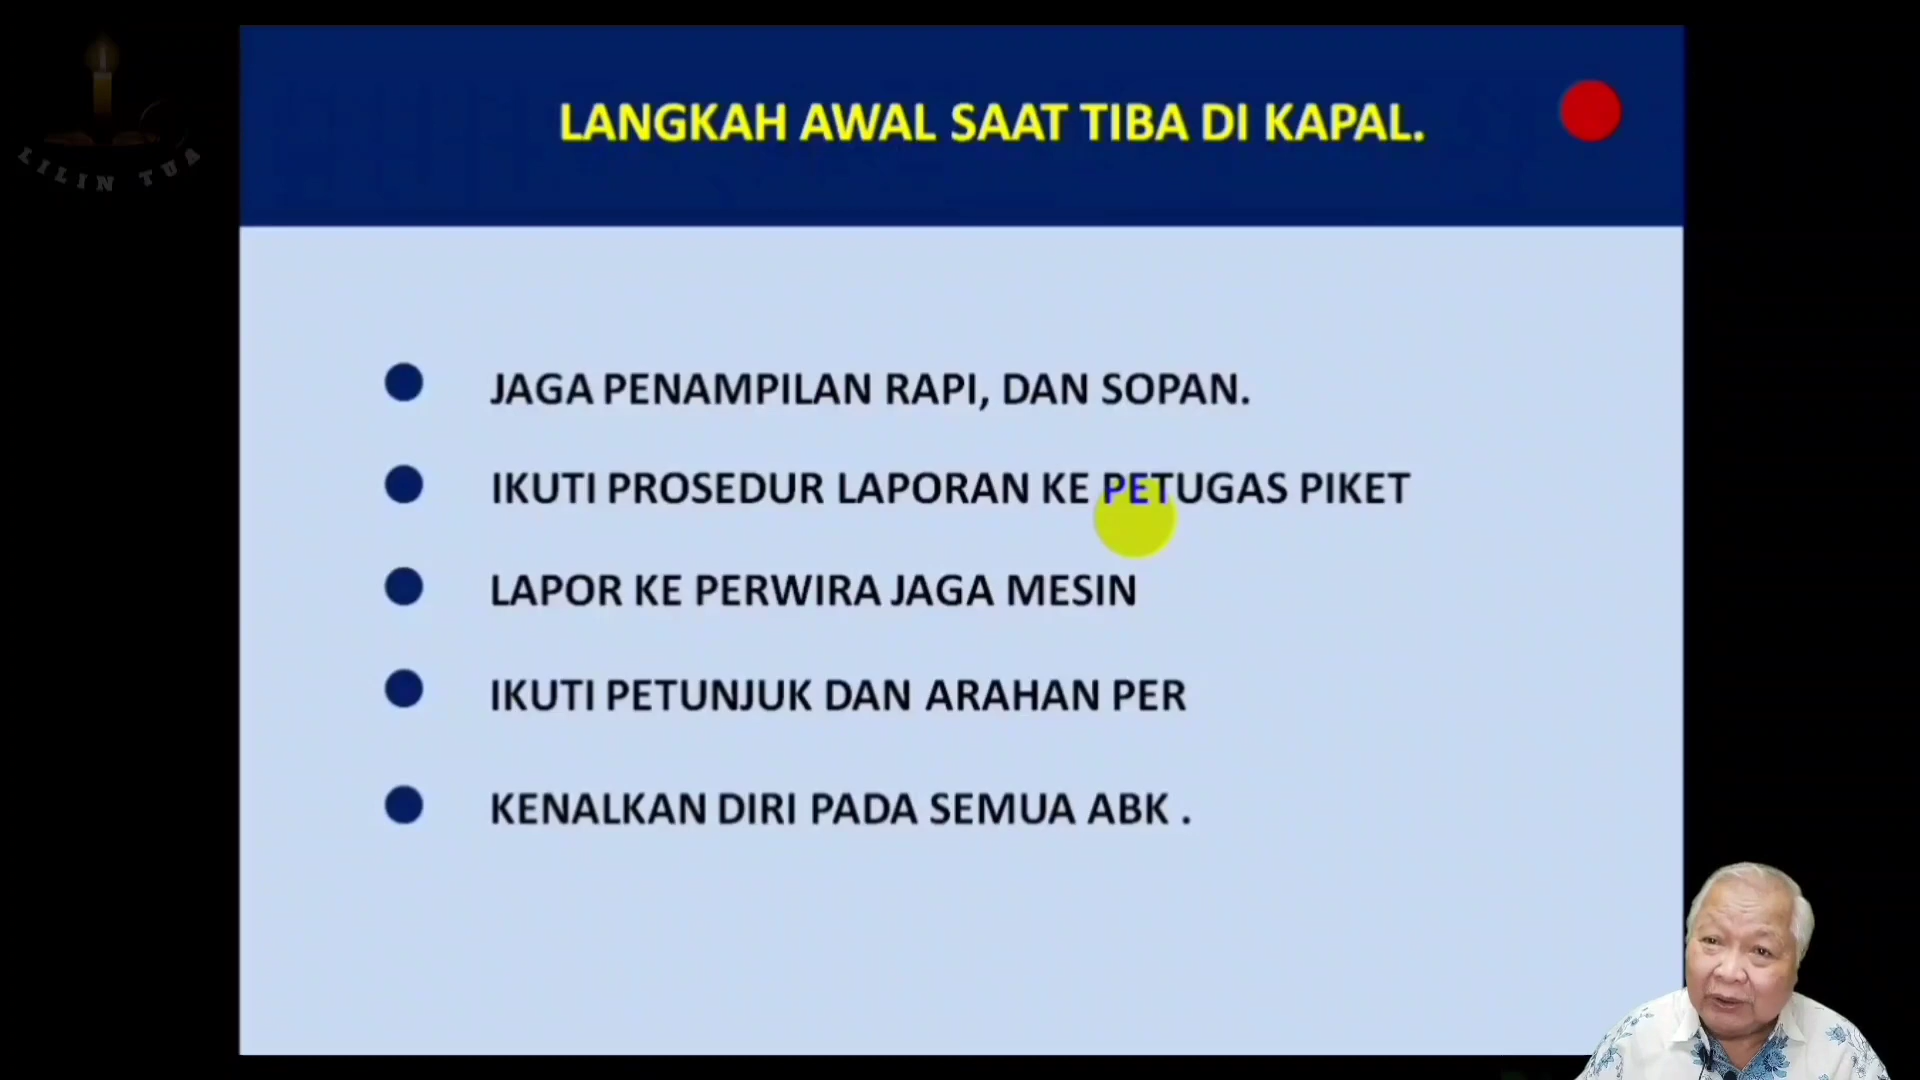 LILIN TUA
LANGKAH AWAL SAAT TIBA DI KAPAL.
JAGA PENAMPILAN RAPI, DAN SOPAN.
IKUTI PROSEDUR LAPORAN KE PETUGAS PIKET
LAPOR KE PERWIRA JAGA MESIN
IKUTI PETUNJUK DAN ARAHAN PER
KENALKAN DIRI PADA SEMUA ABK .